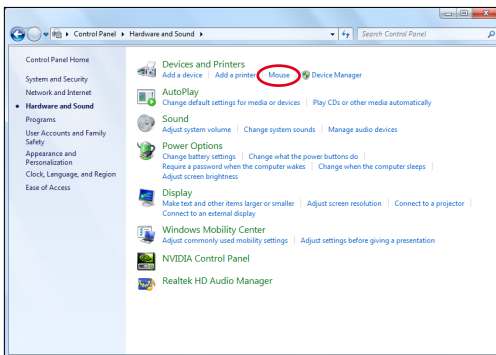 Control Panel Hardware and Sound Search Control Panel
Control Panel Home
System and Security
Network and Internet
Hardware and Sound
Programs
User Accounts and Family
Safety
Appearance and
Personalization
Clock, Language, and Region
Ease of Access
Devices and Printers
Add a device Add a printer Mouse Device Manager
AutoPlay
Change default settings for media or devices Play CDs or other media automatically
Sound
Adjust system volume Change system sounds Manage audio devices
Power Options
Change battery settings Change what the power buttons do
Require a password when the computer wakes Change when the computer sleeps
Adjust screen brightness
Display
Make text and other items larger or smaller Adjust screen resolution Connect to a projector
Connect to an external display
Windows Mobility Center
Adjust commonly used mobility settings Adjust settings before giving a presentation
NVIDIA Control Panel
Realtek HD Audio Manager